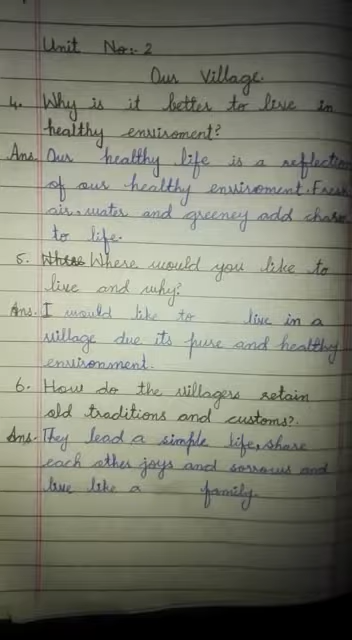 Unit No:- 2
Our Village.
4. Why is it better to live in
healthy enviroment?
Ans. Our healthy life is a reflection
of our healthy enviroment. Fresh
air, water and greeney add charm
to life.
5. Where would you like to
live and why?
Ans. I would like to live in a
village due its pure and healthy
environment.
6. How do the villagers retain
old traditions and customs?.
Ans. They lead a simple life, share
each other joys and sorrows and
live like a family.